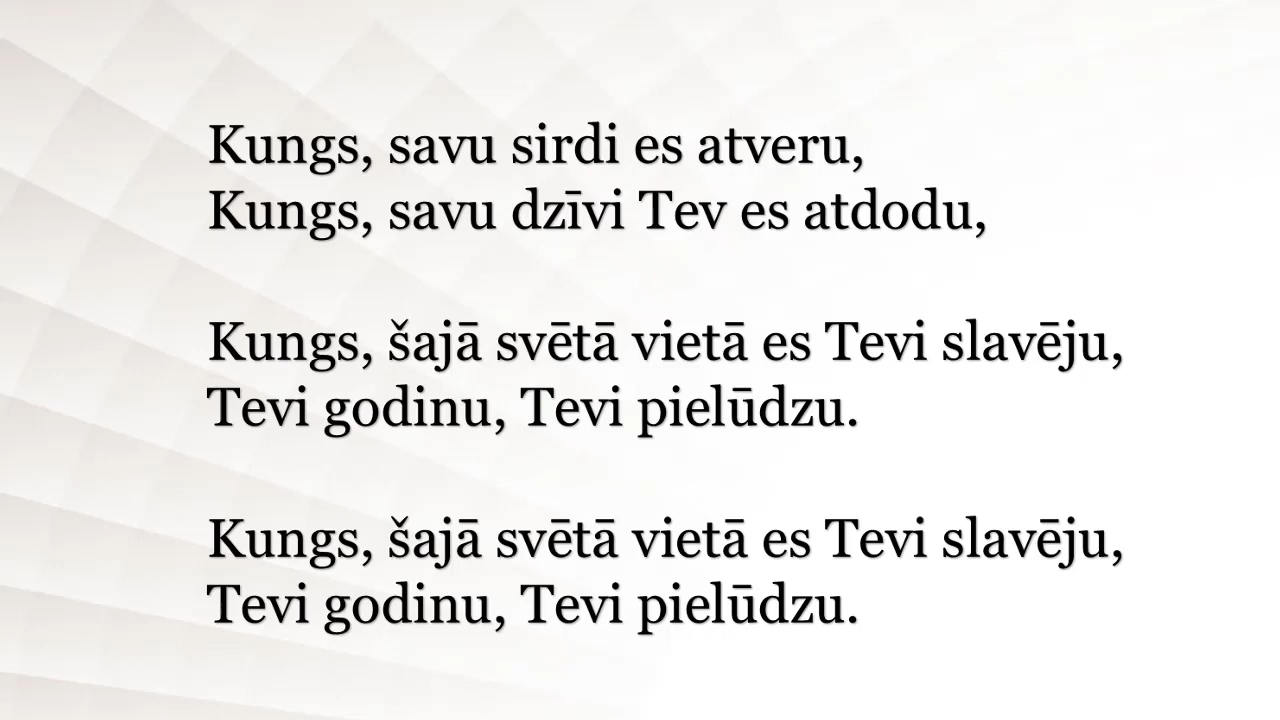 Kungs, savu sirdi es atveru,
Kungs, savu dzīvi Tev es atdodu,
Kungs, šajā svētā vietā es Tevi slavēju,
Tevi godinu, Tevi pielūdzu.
Kungs, šajā svētā vietā es Tevi slavēju,
Tevi godinu, Tevi pielūdzu.